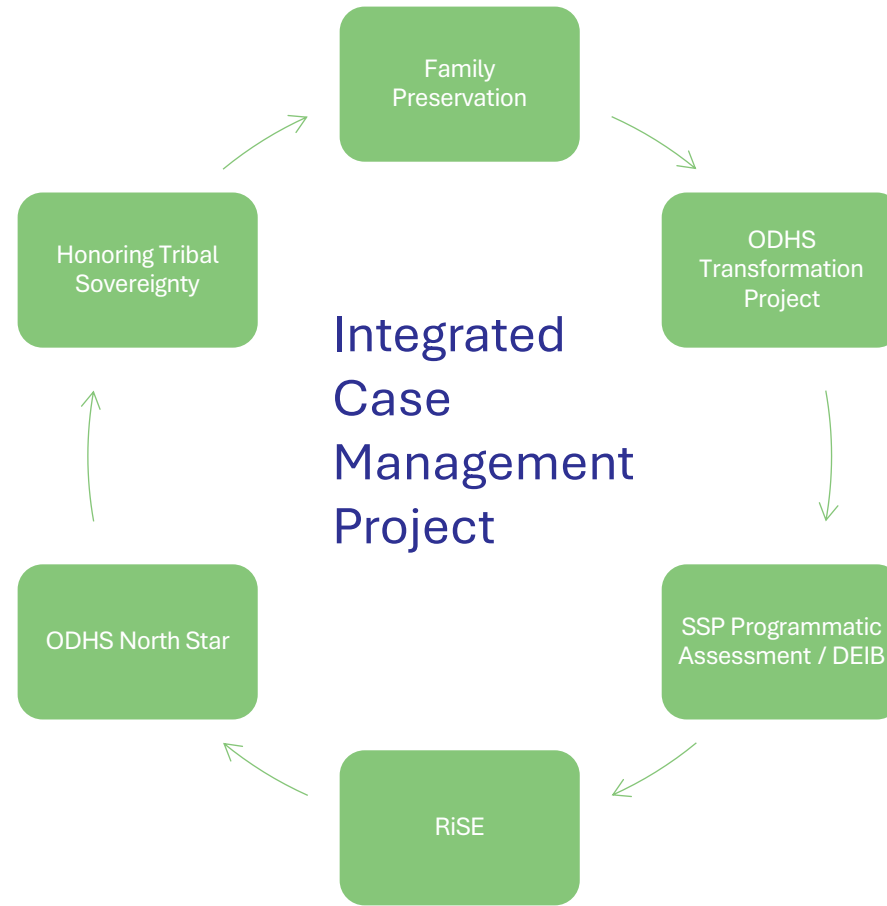 Family
Preservation
ODHS
Transformation
Project
SSP Programmatic
Assessment / DEIB
RiSE
ODHS North Star
Honoring Tribal
Sovereignty
Integrated
Case
Management
Project